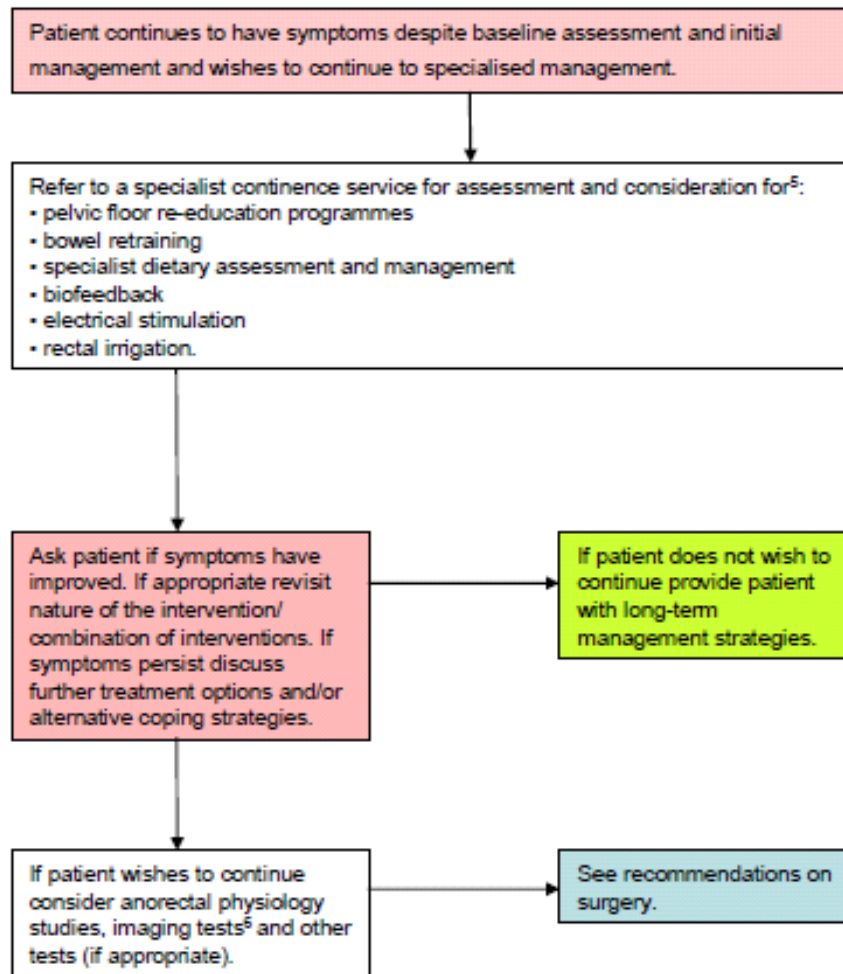 Patient continues to have symptoms despite baseline assessment and initial
management and wishes to continue to specialised management.
Refer to a specialist continence service for assessment and consideration for⁵:
▪ pelvic floor re-education programmes
▪ bowel retraining
▪ specialist dietary assessment and management
▪ biofeedback
▪ electrical stimulation
▪ rectal irrigation.
Ask patient if symptoms have
improved. If appropriate revisit
nature of the intervention/
combination of interventions. If
symptoms persist discuss
further treatment options and/or
alternative coping strategies.
If patient does not wish to
continue provide patient
with long-term
management strategies.
If patient wishes to continue
consider anorectal physiology
studies, imaging tests⁶ and other
tests (if appropriate).
See recommendations on
surgery.